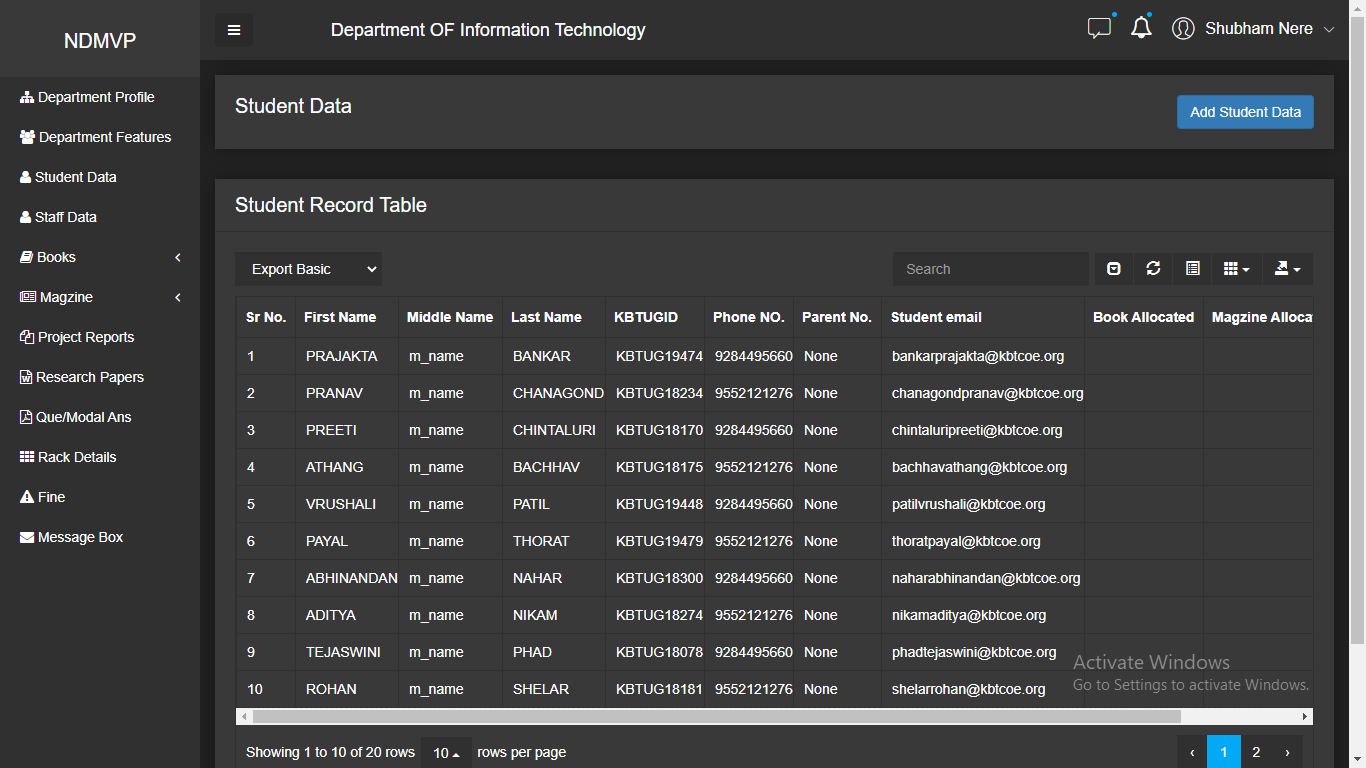 NDMVP
Department OF Information Technology
Shubham Nere
Department Profile
Department Features
Student Data
Staff Data
Books
Magzine
Project Reports
Research Papers
Que/Modal Ans
Rack Details
Fine
Message Box
Student Data
Add Student Data
Student Record Table
Export Basic
Search
Sr No. First Name Middle Name Last Name KBTUGID Phone NO. Parent No. Student email Book Allocated Magzine Alloca
1 PRAJAKTA m_name BANKAR KBTUG19474 9284495660 None bankarprajakta@kbtcoe.org
2 PRANAV m_name CHANAGOND KBTUG18234 9552121276 None chanagondpranav@kbtcoe.org
3 PREETI m_name CHINTALURI KBTUG18170 9284495660 None chintaluripreeti@kbtcoe.org
4 ATHANG m_name BACHHAV KBTUG18175 9552121276 None bachhavathang@kbtcoe.org
5 VRUSHALI m_name PATIL KBTUG19448 9284495660 None patilvrushali@kbtcoe.org
6 PAYAL m_name THORAT KBTUG19479 9552121276 None thoratpayal@kbtcoe.org
7 ABHINANDAN m_name NAHAR KBTUG18300 9284495660 None naharabhinandan@kbtcoe.org
8 ADITYA m_name NIKAM KBTUG18274 9552121276 None nikamaditya@kbtcoe.org
9 TEJASWINI m_name PHAD KBTUG18078 9284495660 None phadtejaswini@kbtcoe.org
10 ROHAN m_name SHELAR KBTUG18181 9552121276 None shelarrohan@kbtcoe.org
Activate Windows
Go to Settings to activate Windows.
Showing 1 to 10 of 20 rows 10 rows per page
‹ 1 2 ›